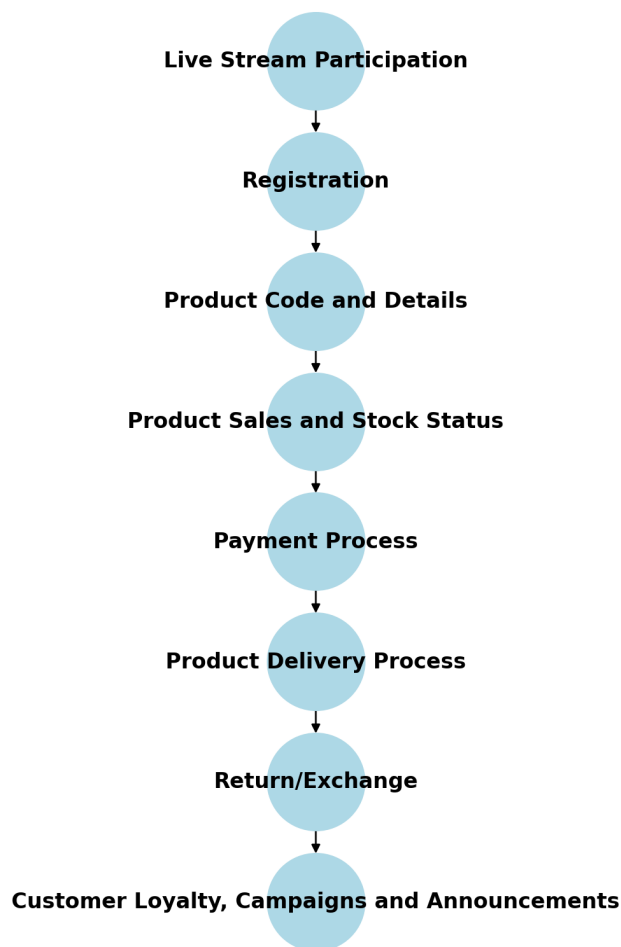 Live Stream Participation
Registration
Product Code and Details
Product Sales and Stock Status
Payment Process
Product Delivery Process
Return/Exchange
Customer Loyalty, Campaigns and Announcements